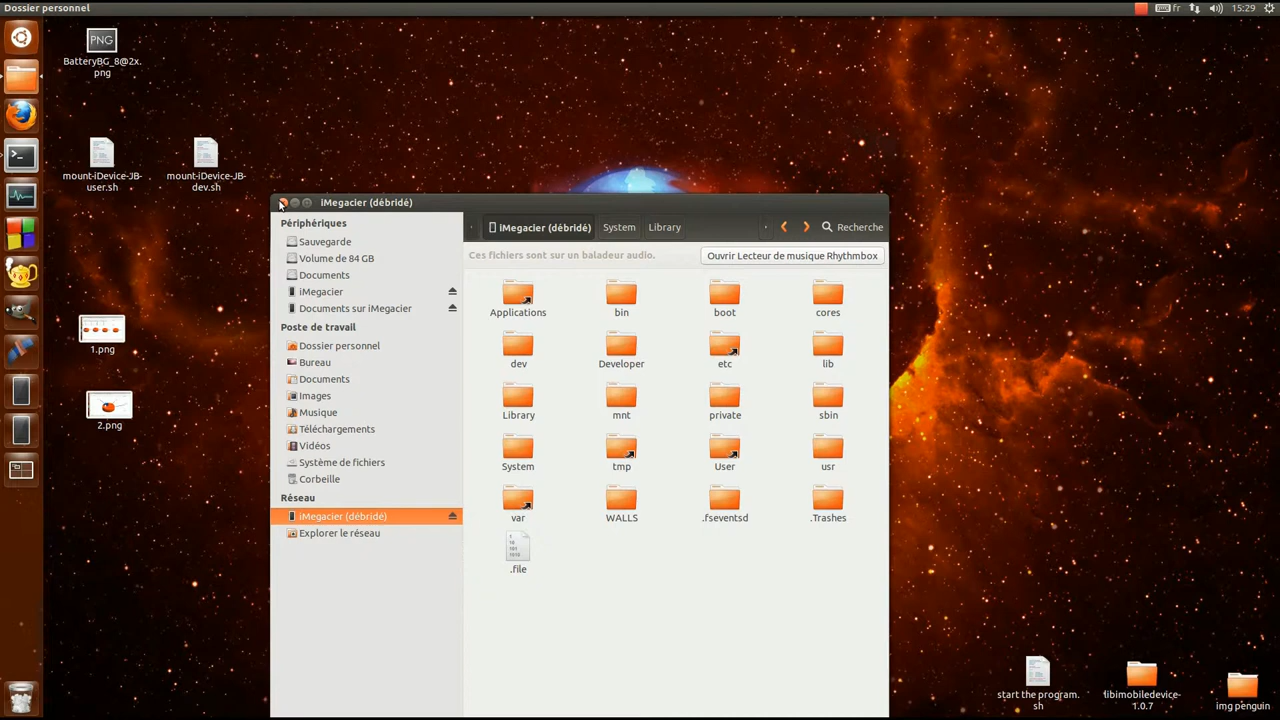 Dossier personnel
fr
15:29
PNG
BatteryBG_8@2x.
png
mount-iDevice-JB-
user.sh
mount-iDevice-JB-
dev.sh
1.png
2.png
iMegacier (débridé)
Périphériques
Sauvegarde
Volume de 84 GB
Documents
iMegacier
Documents sur iMegacier
Poste de travail
Dossier personnel
Bureau
Documents
Images
Musique
Téléchargements
Vidéos
Système de fichiers
Corbeille
Réseau
iMegacier (débridé)
Explorer le réseau
iMegacier (débridé) System Library
Recherche
Ces fichiers sont sur un baladeur audio.
Ouvrir Lecteur de musique Rhythmbox
Applications bin boot cores
dev Developer etc lib
Library mnt private sbin
System tmp User usr
var WALLS .fseventsd .Trashes
.file
start the program.
sh
libimobiledevice-
1.0.7
img penguin